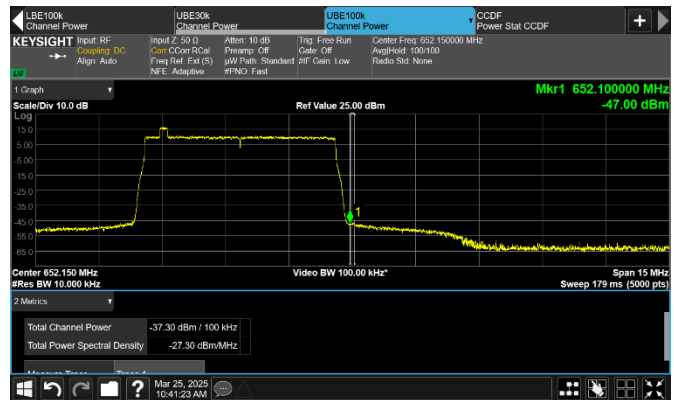 LBE100k
Channel Power
UBE30k
Channel Power
UBE100k
Channel Power
CCDF
Power Stat CCDF
KEYSIGHT
Input: RF
Coupling: DC
Align: Auto
Input Z: 50 Ω
Corr CCorr RCal
Freq Ref: Ext (S)
NFE: Adaptive
Atten: 10 dB
Preamp: Off
µW Path: Standard
#PNO: Fast
Trig: Free Run
Gate: Off
#IF Gain: Low
Center Freq: 652.150000 MHz
Avg|Hold: 100/100
Radio Std: None
LXI
1 Graph
Mkr1 652.100000 MHz
-47.00 dBm
Scale/Div 10.0 dB
Ref Value 25.00 dBm
Log
15.0
5.00
-5.00
-15.0
-25.0
-35.0
-45.0
-55.0
-65.0
1
Center 652.150 MHz
#Res BW 10.000 kHz
Video BW 100.00 kHz*
Span 15 MHz
Sweep 179 ms (5000 pts)
2 Metrics
Total Channel Power -37.30 dBm / 100 kHz
Total Power Spectral Density -27.30 dBm/MHz
Measure Trace Trace 1
?
Mar 25, 2025
10:41:23 AM